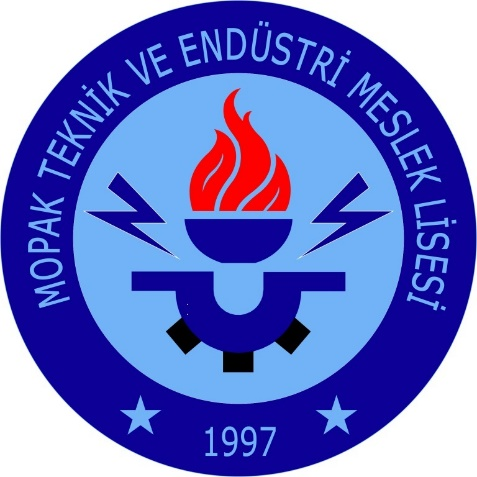 MOPAK TEKNİK VE ENDÜSTRİ MESLEK LİSESİ
1997